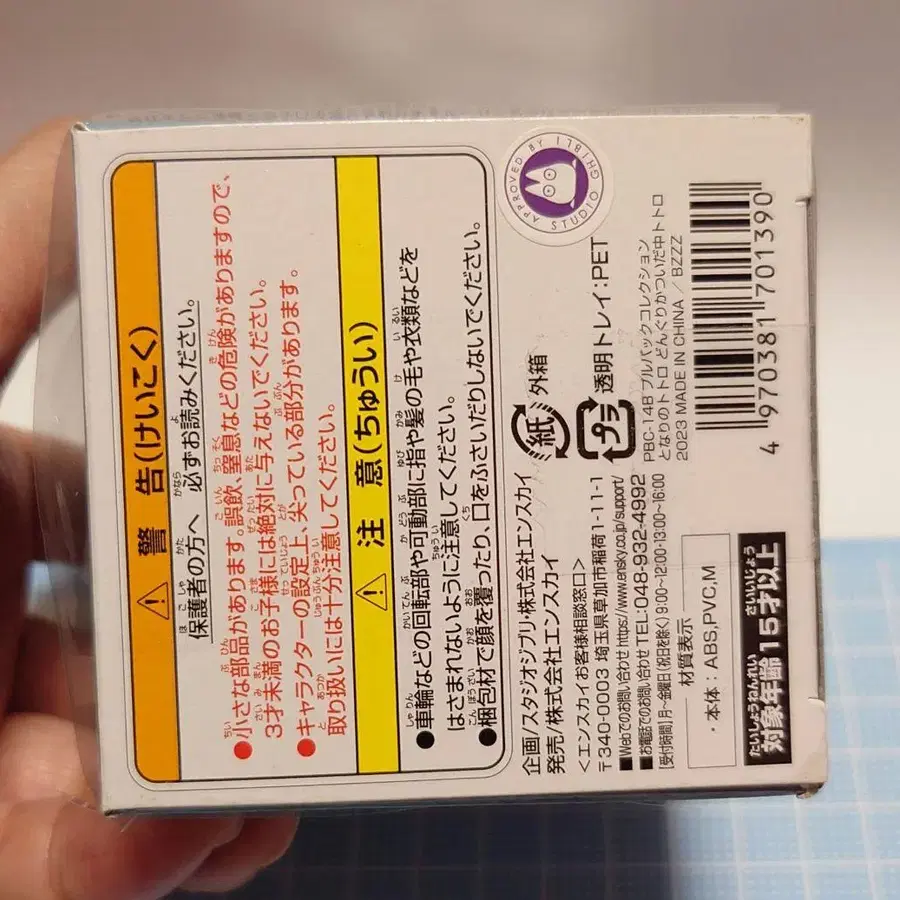 警告(けいこく)
保護者の方へ 必ずお読みください。
●小さな部品があります。誤飲、窒息などの危険がありますので、
3才未満のお子様には絶対に与えないでください。
●キャラクターの設定上、尖っている部分があります。
取り扱いには十分注意してください。
注意(ちゅうい)
●車輪などの回転部や可動部に指や髪の毛や衣類などを
はさまれないように注意してください。
●梱包材で顔を覆ったり、口をふさいだりしないでください。
企画/スタジオジブリ・株式会社エンスカイ
発売/株式会社エンスカイ
<エンスカイお客様相談窓口>
〒340-0003 埼玉県草加市稲荷1-11-1
■Webでのお問い合わせ https://www.ensky.co.jp/support/
■お電話でのお問い合わせ TEL:048-932-4992
[受付時間]月~金曜日(祝日を除く) 9:00~12:00・13:00~16:00
材質表示
・本体:ABS,PVC,M
対象年齢15才以上
たいしょうねんれい さいいじょう
APPROVED BY STUDIO GHIBLI
紙 外箱
プラ 透明トレイ:PET
PBC-14B プルバックコレクション
となりのトトロ どんぐりかついだ中トトロ
2023 MADE IN CHINA / BZZZ
4 970381 701390